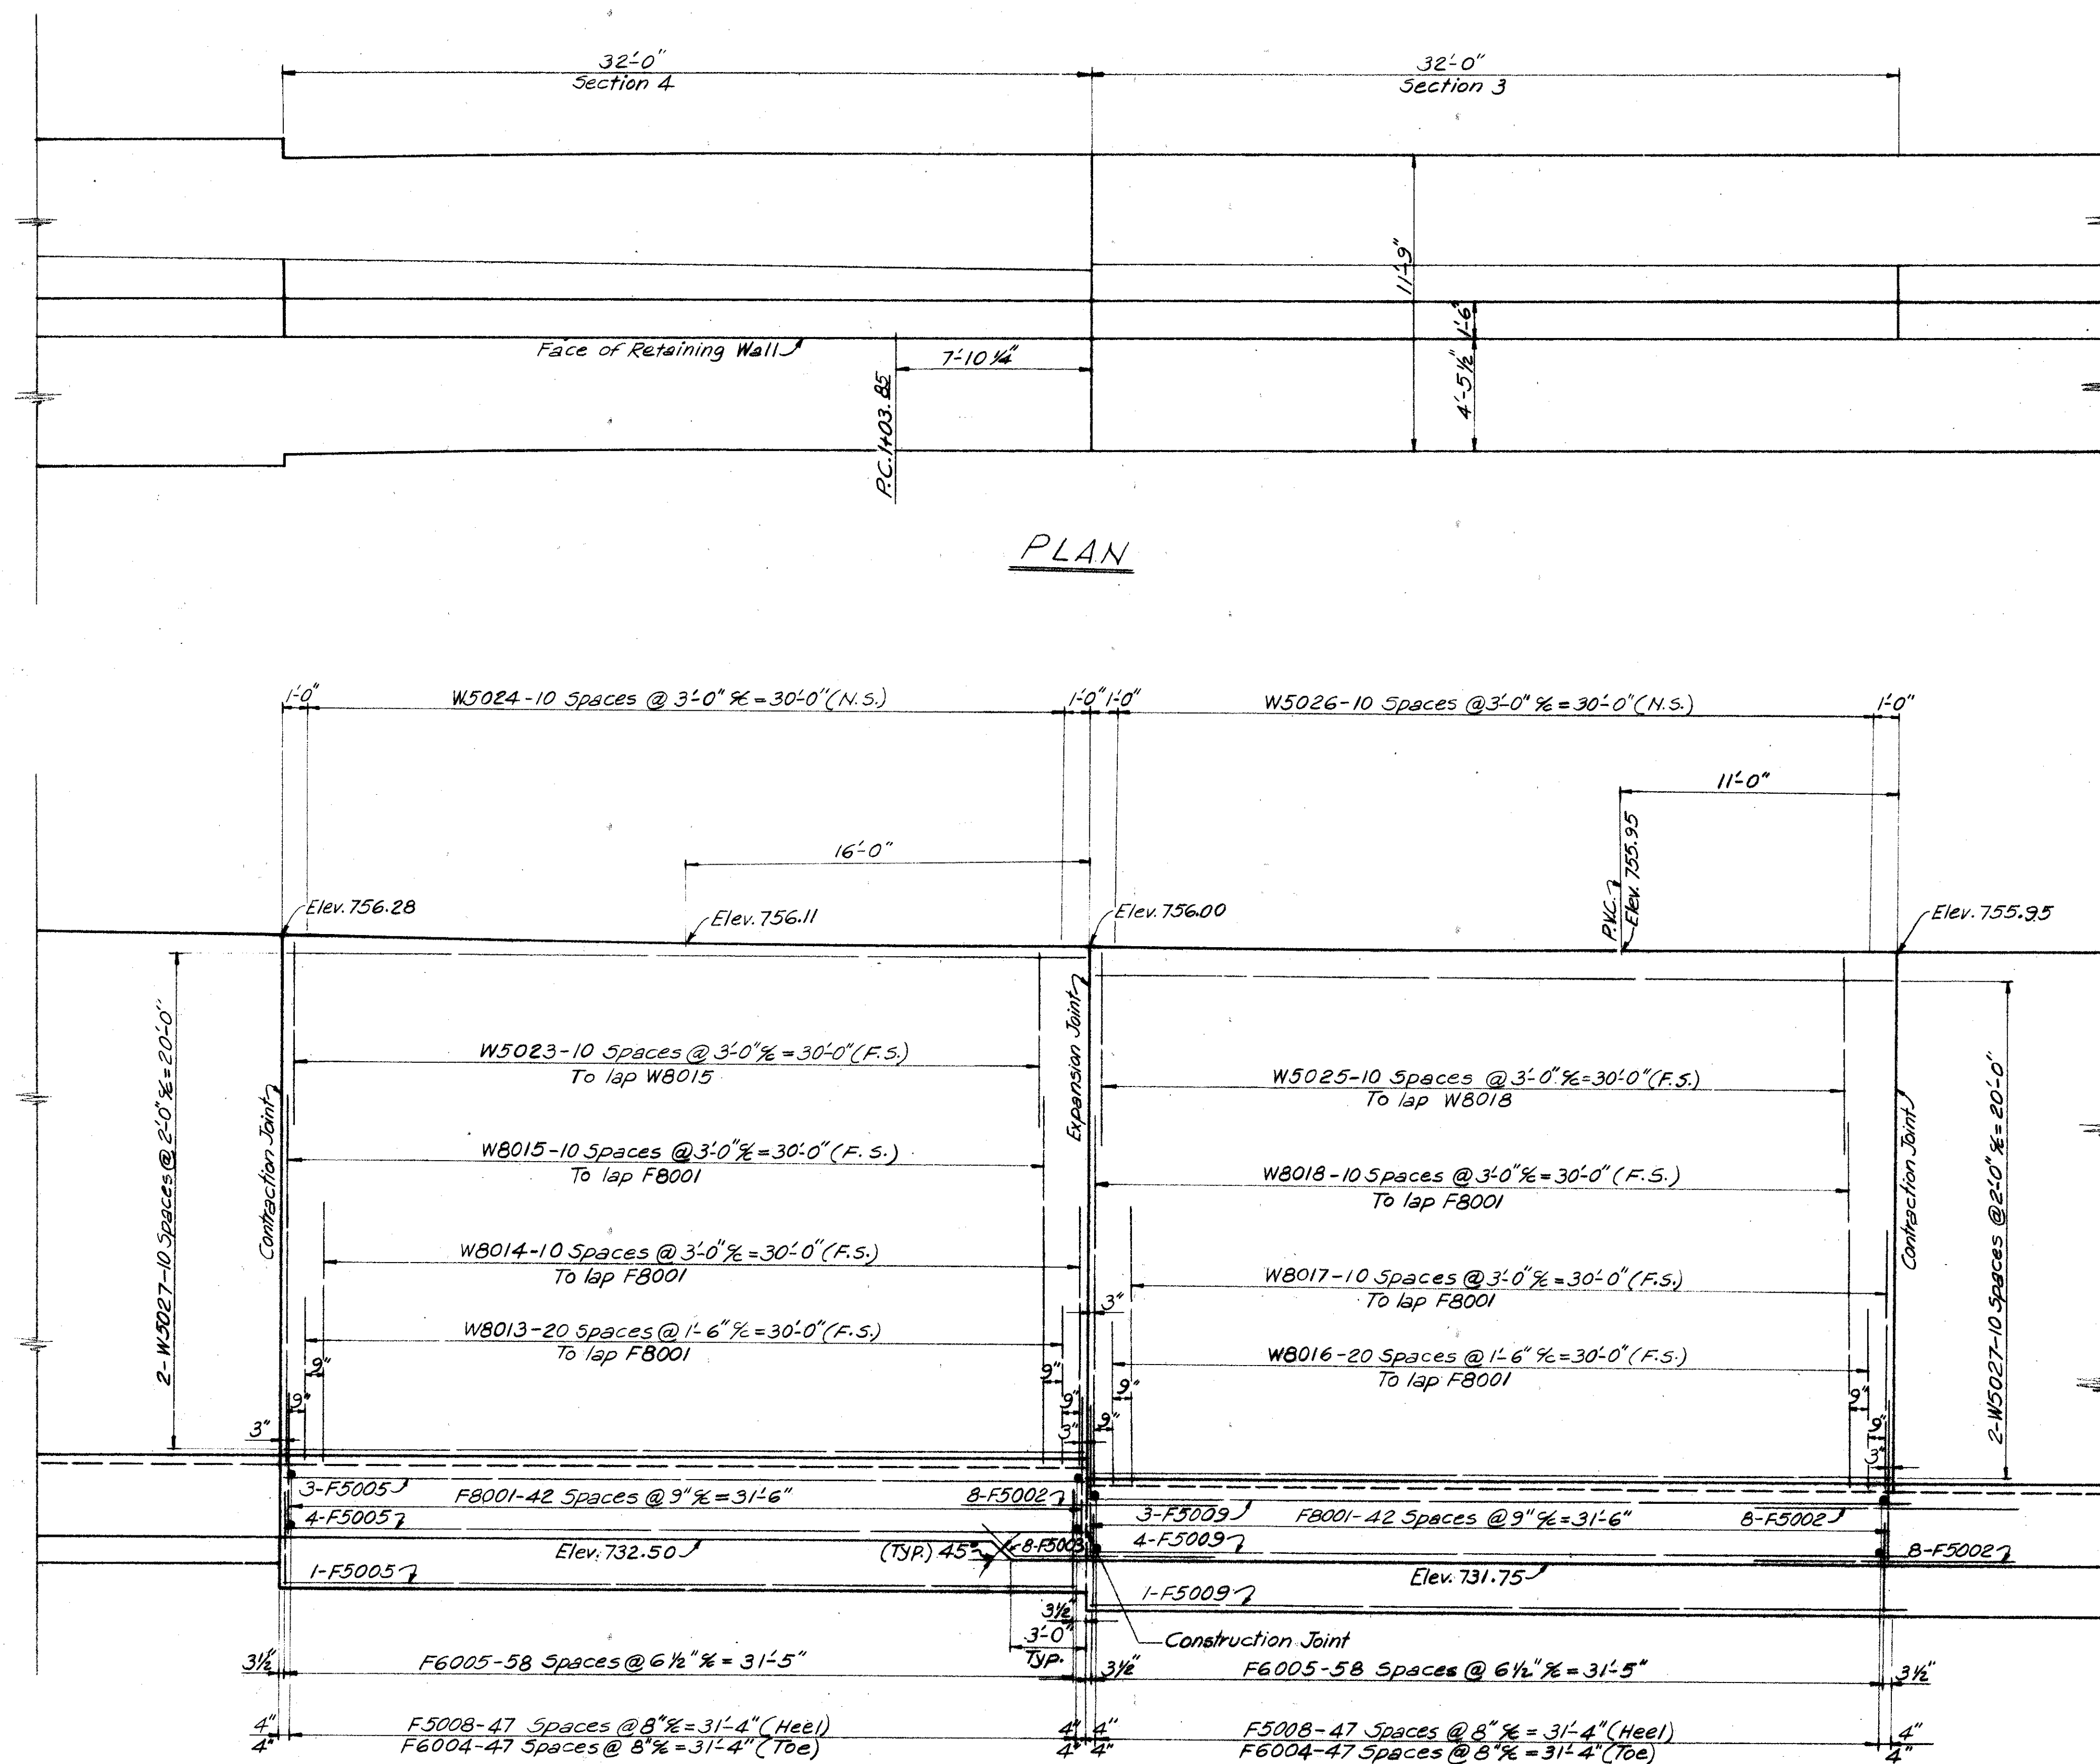 32'-0"
Section 4
32'-0"
Section 3
11'-9"
1'-6"
4'-5½"
Face of Retaining Wall
7'-10¼"
P.C. 1+03.85
PLAN
1'-0"
W5024-10 Spaces @ 3'-0" ℄ = 30'-0" (N.S.)
1'-0"
1'-0"
W5026-10 Spaces @ 3'-0" ℄ = 30'-0" (N.S.)
1'-0"
11'-0"
16'-0"
P.V.C.
Elev. 755.95
Elev. 756.28
Elev. 756.11
Elev. 756.00
Elev. 755.95
2-W5027-10 Spaces @ 2'-0" ℄ = 20'-0"
Contraction Joint
Expansion Joint
Contraction Joint
2-W5027-10 Spaces @ 2'-0" ℄ = 20'-0"
W5023-10 Spaces @ 3'-0" ℄ = 30'-0" (F.S.)
To lap W8015
W5025-10 Spaces @ 3'-0" ℄ = 30'-0" (F.S.)
To lap W8018
W8015-10 Spaces @ 3'-0" ℄ = 30'-0" (F.S.)
To lap F8001
W8018-10 Spaces @ 3'-0" ℄ = 30'-0" (F.S.)
To lap F8001
W8014-10 Spaces @ 3'-0" ℄ = 30'-0" (F.S.)
To lap F8001
W8017-10 Spaces @ 3'-0" ℄ = 30'-0" (F.S.)
To lap F8001
3"
W8013-20 Spaces @ 1'-6" ℄ = 30'-0" (F.S.)
To lap F8001
W8016-20 Spaces @ 1'-6" ℄ = 30'-0" (F.S.)
To lap F8001
9"
9"
9"
9"
9"
9"
9"
9"
3"
3"
3"
3-F5005
F8001-42 Spaces @ 9" ℄ = 31'-6"
8-F5002
3-F5009
F8001-42 Spaces @ 9" ℄ = 31'-6"
8-F5002
4-F5005
4-F5009
Elev. 732.50
(TYP.) 45°
8-F5003
8-F5002
1-F5005
Elev. 731.75
1-F5009
3½"
3'-0"
Typ.
Construction Joint
3½"
F6005-58 Spaces @ 6½" ℄ = 31'-5"
3½"
F6005-58 Spaces @ 6½" ℄ = 31'-5"
3½"
4"
F5008-47 Spaces @ 8" ℄ = 31'-4" (Heel)
4"
4"
F5008-47 Spaces @ 8" ℄ = 31'-4" (Heel)
4"
4"
F6004-47 Spaces @ 8" ℄ = 31'-4" (Toe)
4"
4"
F6004-47 Spaces @ 8" ℄ = 31'-4" (Toe)
4"